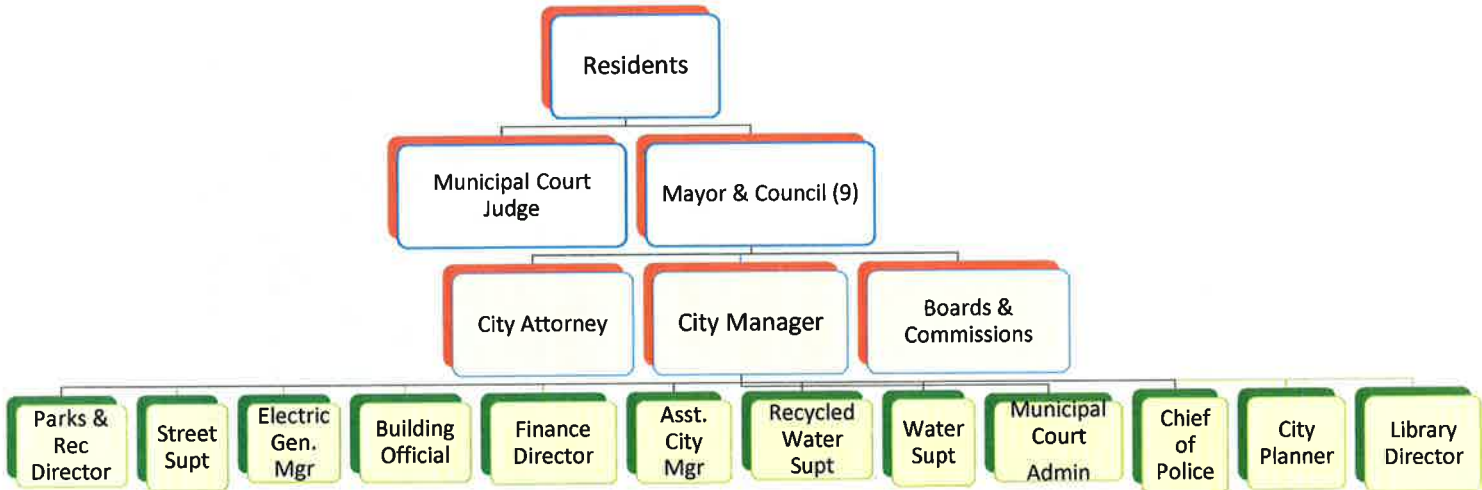 Residents
Municipal Court
Judge
Mayor & Council (9)
City Attorney
City Manager
Boards &
Commissions
Parks &
Rec
Director
Street
Supt
Electric
Gen.
Mgr
Building
Official
Finance
Director
Asst.
City
Mgr
Recycled
Water
Supt
Water
Supt
Municipal
Court
Admin
Chief
of
Police
City
Planner
Library
Director